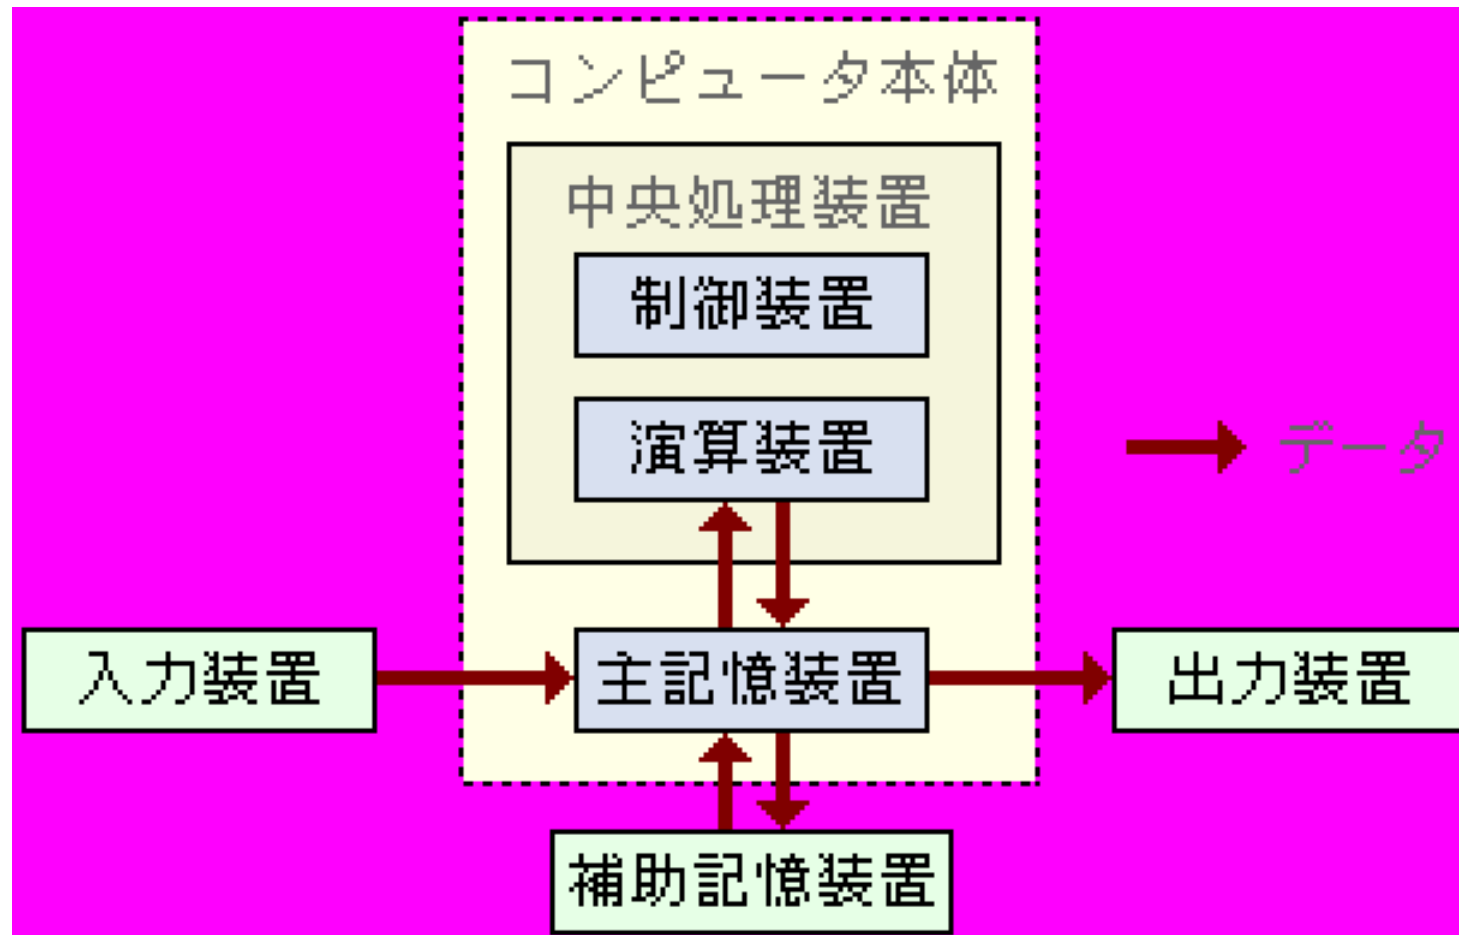 コンピュータ本体
中央処理装置
制御装置
演算装置
データ
入力装置
主記憶装置
出力装置
補助記憶装置